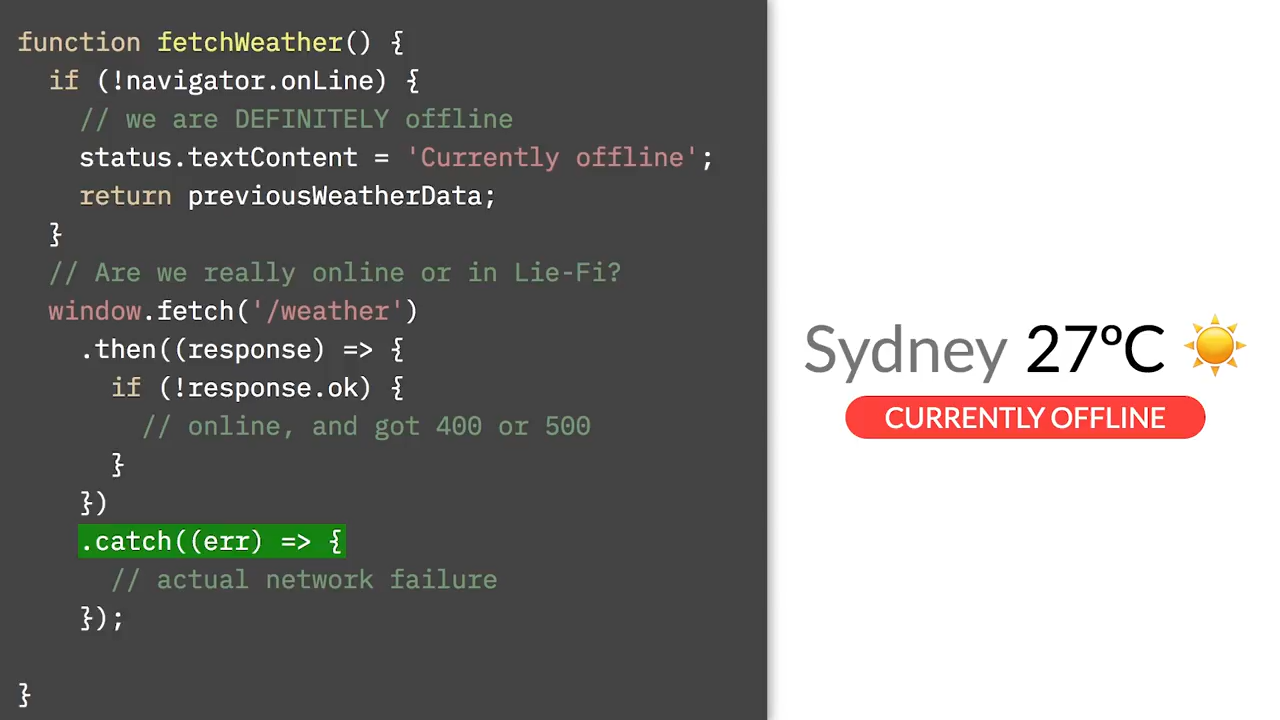 function fetchWeather() {
if (!navigator.onLine) {
// we are DEFINITELY offline
status.textContent = 'Currently offline';
return previousWeatherData;
}
// Are we really online or in Lie-Fi?
window.fetch('/weather')
.then((response) => {
if (!response.ok) {
// online, and got 400 or 500
}
})
.catch((err) => {
// actual network failure
});
}
Sydney 27ºC
CURRENTLY OFFLINE